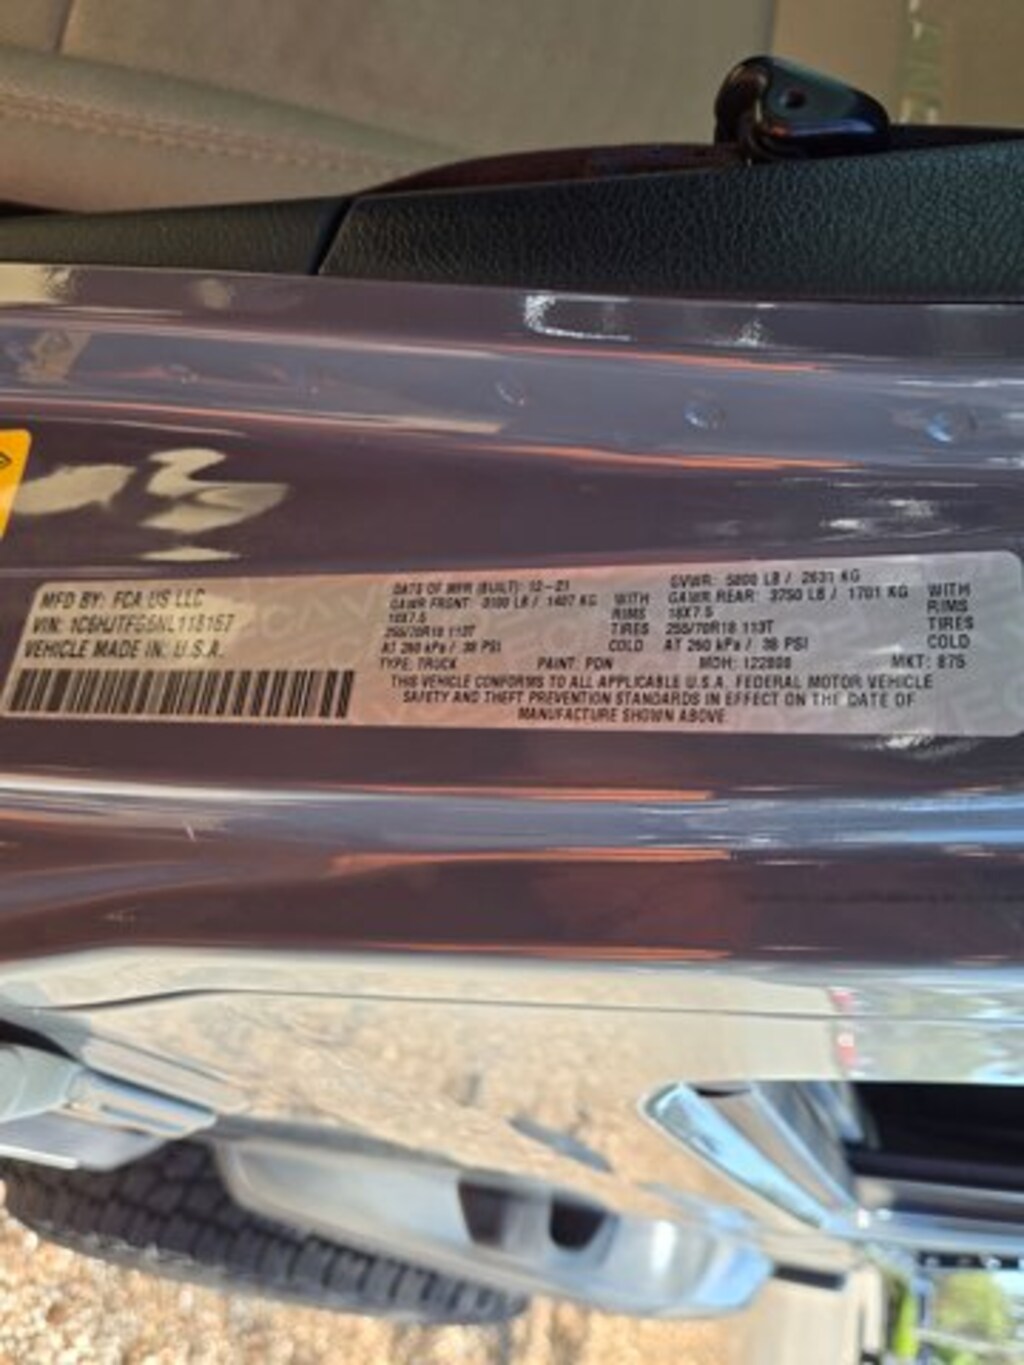 MFD BY: FCA US LLC
VIN: 1C6HJTFG5NL118167
VEHICLE MADE IN: U.S.A.
DATE OF MFR (BUILT): 12-21
GAWR FRONT: 3100 LB / 1407 KG WITH
18X7.5 RIMS
255/70R18 113T TIRES
AT 260 kPa / 38 PSI COLD
GVWR: 5800 LB / 2631 KG
GAWR REAR: 3750 LB / 1701 KG WITH
18X7.5 RIMS
255/70R18 113T TIRES
AT 260 kPa / 38 PSI COLD
TYPE: TRUCK PAINT: PDN MDH: MKT: 875
THIS VEHICLE CONFORMS TO ALL APPLICABLE U.S.A. FEDERAL MOTOR VEHICLE
SAFETY AND THEFT PREVENTION STANDARDS IN EFFECT ON THE DATE OF
MANUFACTURE SHOWN ABOVE